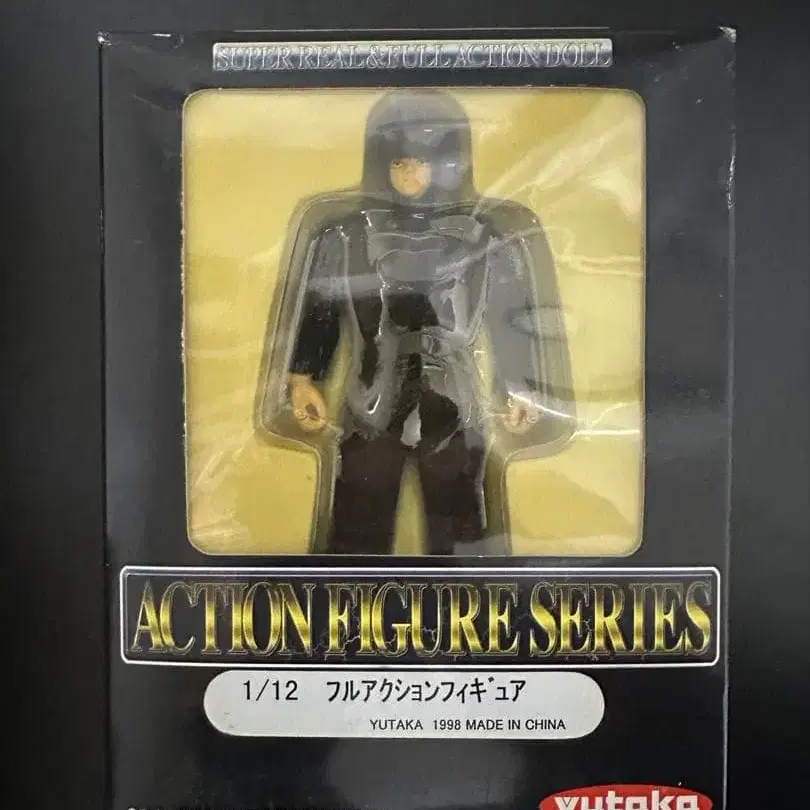 SUPER REAL & FULL ACTION DOLL
ACTION FIGURE SERIES
1/12 フルアクションフィギュア
YUTAKA 1998 MADE IN CHINA
yutaka